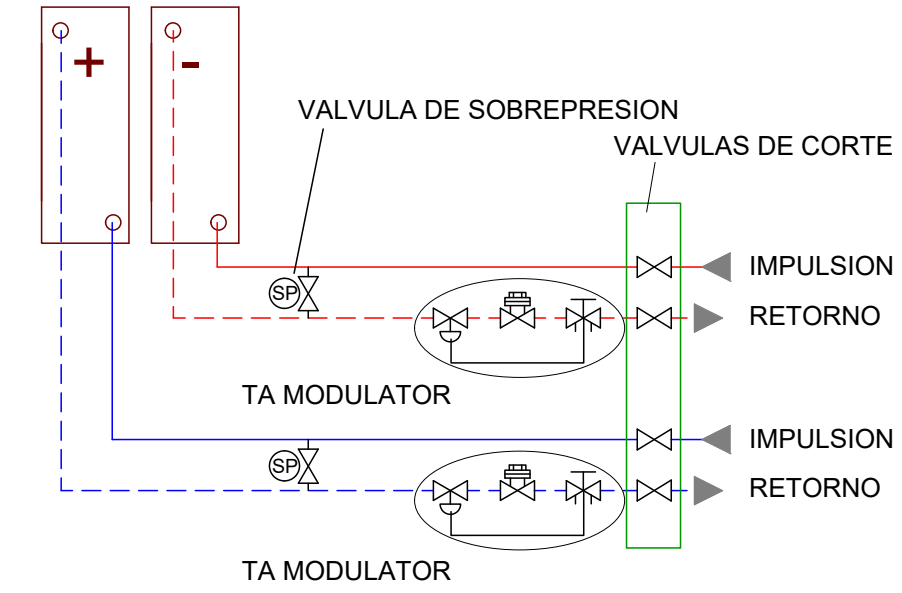 + -
VALVULA DE SOBREPRESION
VALVULAS DE CORTE
IMPULSION
SP
RETORNO
TA MODULATOR
IMPULSION
SP
RETORNO
TA MODULATOR